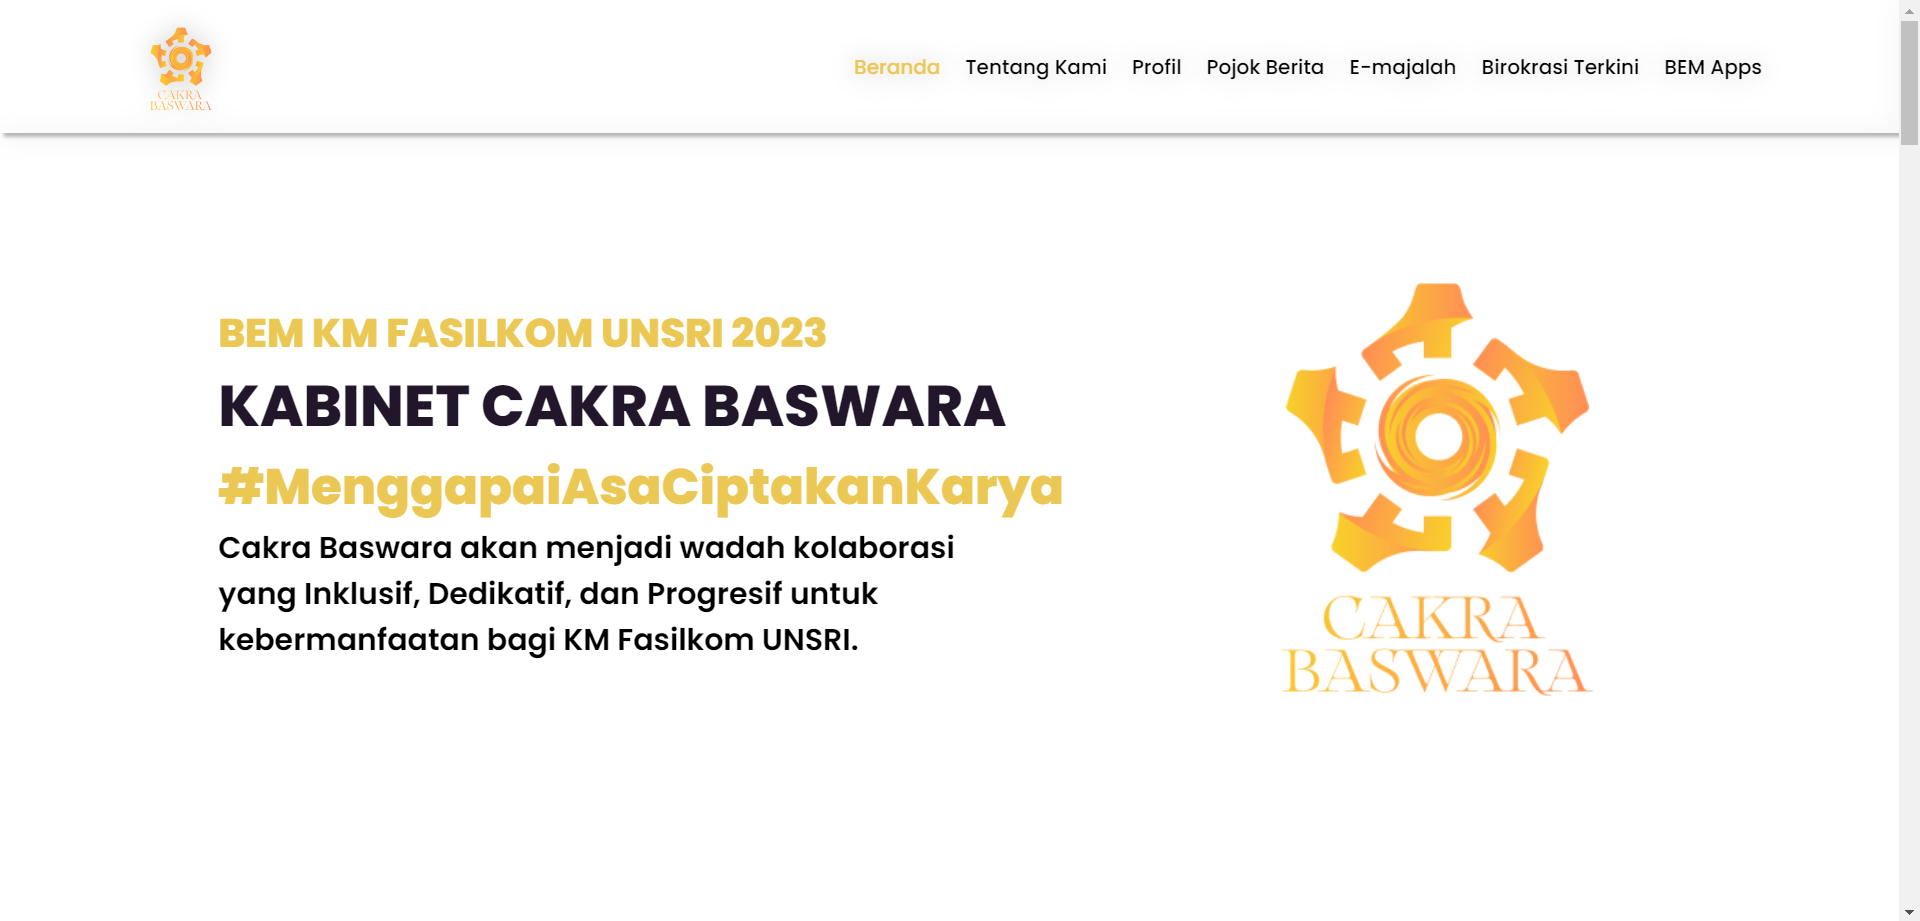 CAKRA
BASWARA
Beranda Tentang Kami Profil Pojok Berita E-majalah Birokrasi Terkini BEM Apps
BEM KM FASILKOM UNSRI 2023
KABINET CAKRA BASWARA
#MenggapaiAsaCiptakanKarya
Cakra Baswara akan menjadi wadah kolaborasi
yang Inklusif, Dedikatif, dan Progresif untuk
kebermanfaatan bagi KM Fasilkom UNSRI.
CAKRA
BASWARA